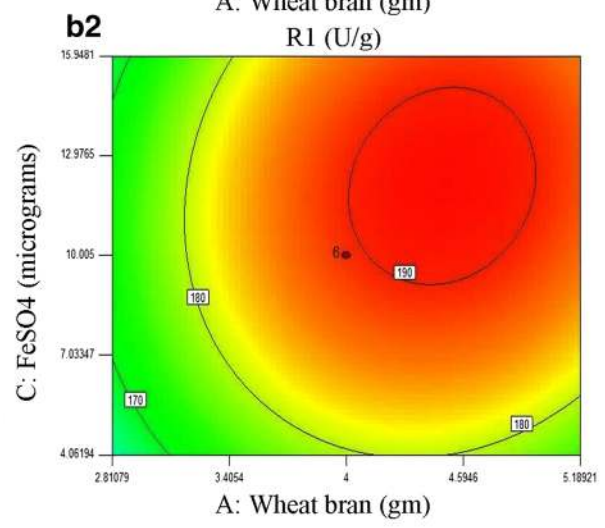 A: Wheat bran (gm)
b2
R1 (U/g)
15.9481
12.9765
10.005
7.03347
4.06194
C: FeSO4 (micrograms)
6
190
180
170
180
2.81079 3.4054 4 4.5946 5.18921
A: Wheat bran (gm)